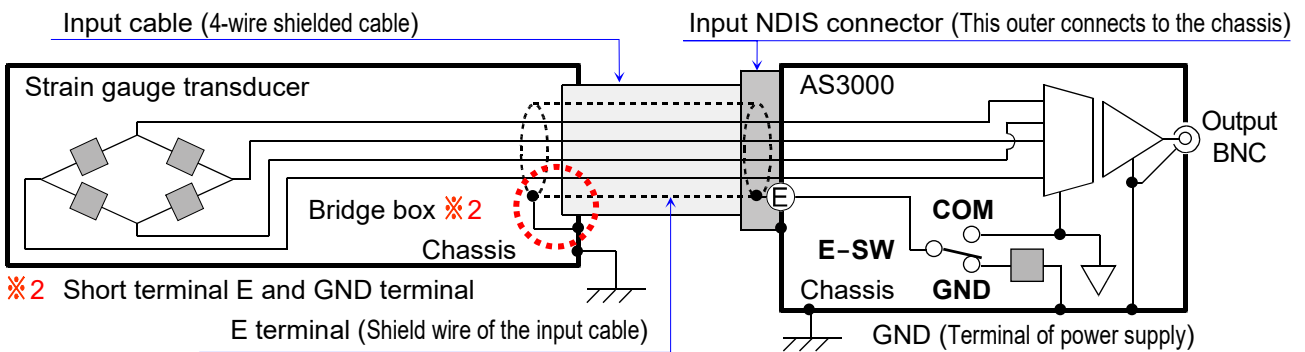 Input cable (4-wire shielded cable)
Input NDIS connector (This outer connects to the chassis)
Strain gauge transducer
AS3000
Output
BNC
E
Bridge box ※2
COM
E−SW
Chassis
Chassis
GND
※2 Short terminal E and GND terminal
E terminal (Shield wire of the input cable)
GND (Terminal of power supply)